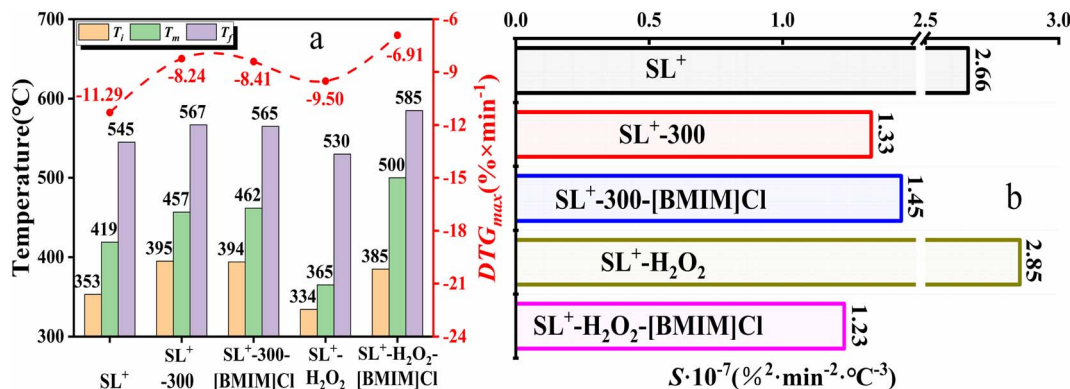 Temperature(°C)
700
600
500
400
300
T_i T_m T_f
a
-11.29
-8.24
-8.41
-9.50
-6.91
353 419 545
395 457 567
394 462 565
334 365 530
385 500 585
SL⁺
SL⁺
-300
SL⁺-300-
[BMIM]Cl
SL⁺-
H₂O₂
SL⁺-H₂O₂-
[BMIM]Cl
-6
-9
-12
-15
-18
-21
-24
DTG_max(%×min⁻¹)
0.0 0.5 1.0 2.5 3.0
SL⁺ 2.66
SL⁺-300 1.33
SL⁺-300-[BMIM]Cl 1.45
b
SL⁺-H₂O₂ 2.85
SL⁺-H₂O₂-[BMIM]Cl 1.23
S·10⁻⁷(%²·min⁻²·°C⁻³)